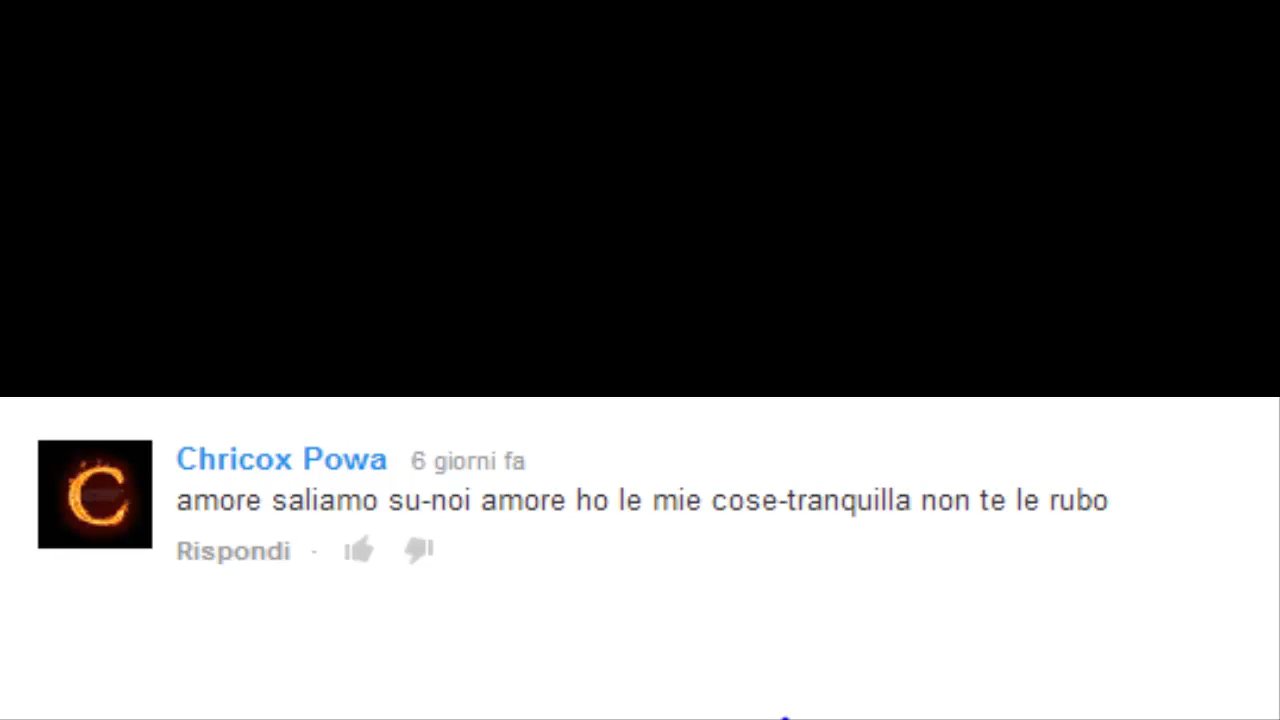 C
Chricox Powa 6 giorni fa
amore saliamo su-noi amore ho le mie cose-tranquilla non te le rubo
Rispondi ·